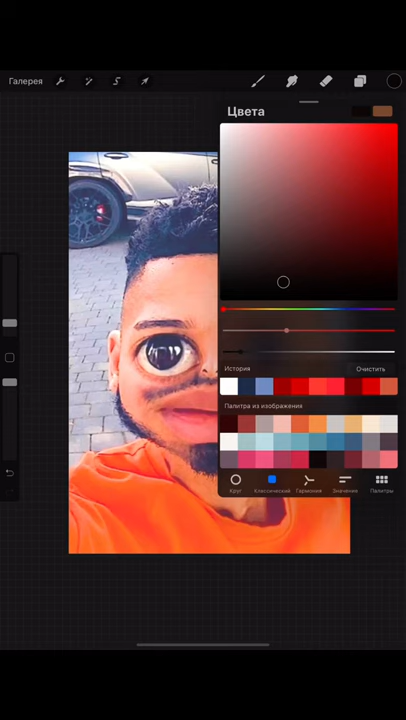 Галерея
Цвета
История
Очистить
Палитра из изображения
Круг
Классический
Гармония
Значение
Палитры